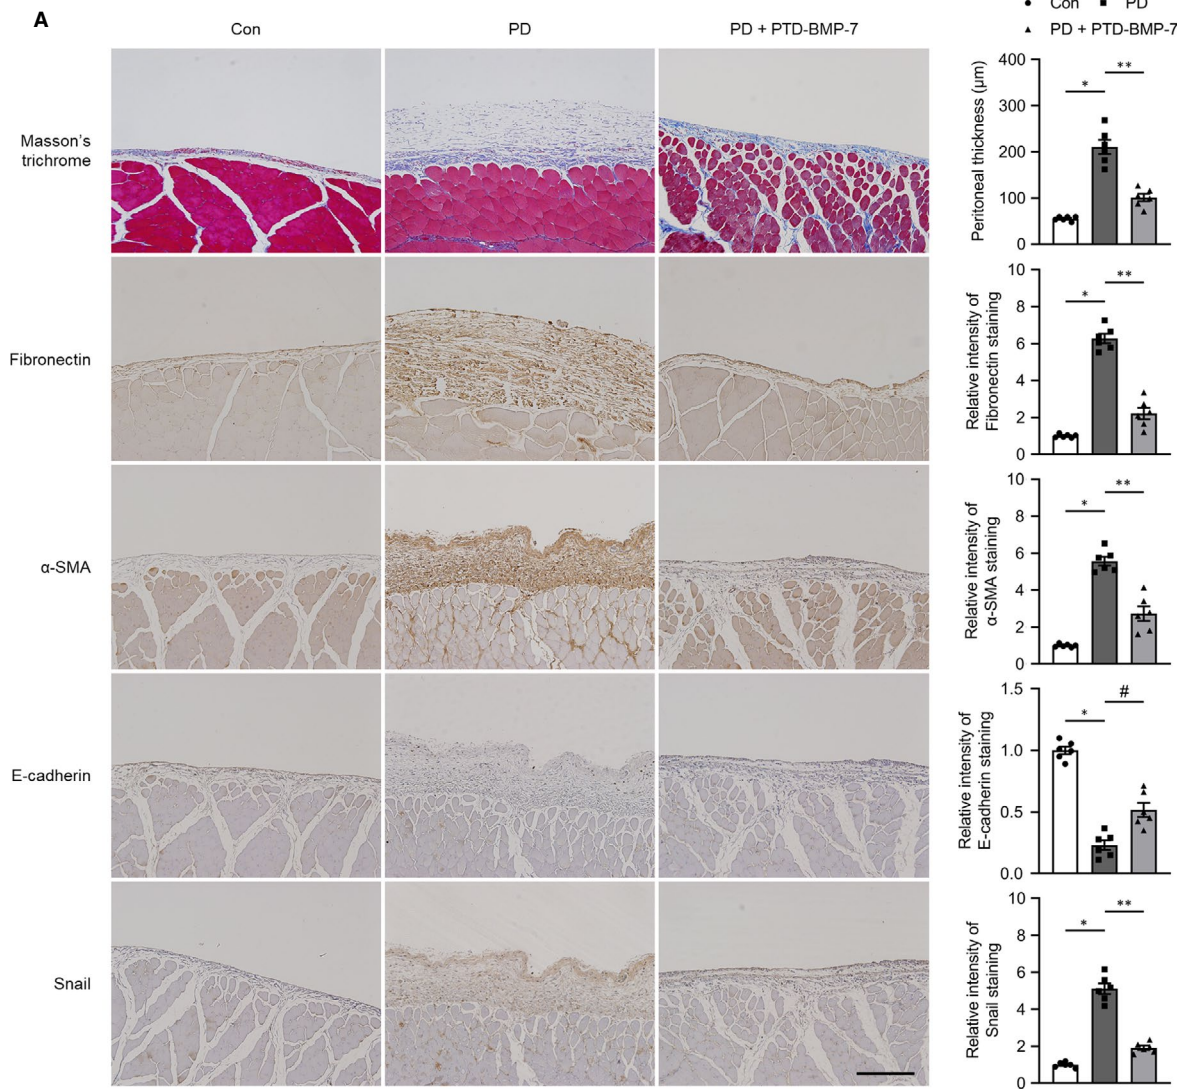 A
Con
PD
PD + PTD-BMP-7
Masson's
trichrome
Fibronectin
α-SMA
E-cadherin
Snail
● Con ■ PD
▲ PD + PTD-BMP-7
Peritoneal thickness (μm)
400
300
200
100
0
*
**
Relative intensity of
Fibronectin staining
10
8
6
4
2
0
*
**
Relative intensity of
α-SMA staining
10
8
6
4
2
0
*
**
Relative intensity of
E-cadherin staining
1.5
1.0
0.5
0.0
*
#
Relative intensity of
Snail staining
10
8
6
4
2
0
*
**